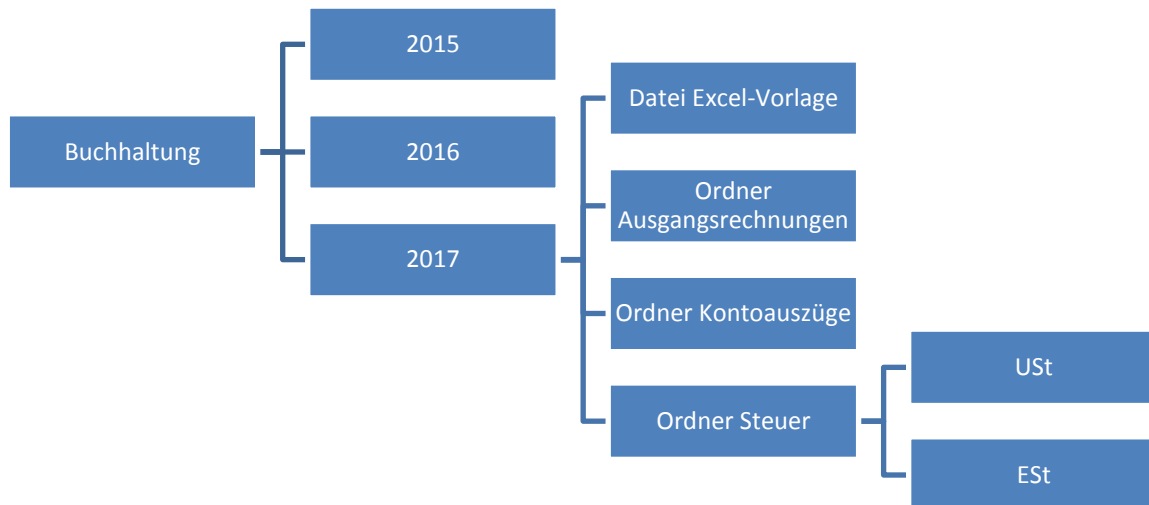 Buchhaltung
2015
2016
2017
Datei Excel-Vorlage
Ordner
Ausgangsrechnungen
Ordner Kontoauszüge
Ordner Steuer
USt
ESt